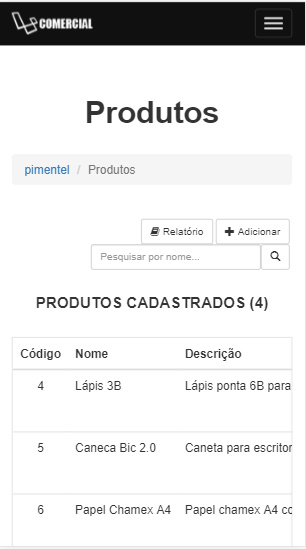 COMERCIAL
Produtos
pimentel / Produtos
Relatório Adicionar
Pesquisar por nome...
PRODUTOS CADASTRADOS (4)
Código Nome Descrição
4 Lápis 3B Lápis ponta 6B para
5 Caneca Bic 2.0 Caneta para escritor
6 Papel Chamex A4 Papel chamex A4 co